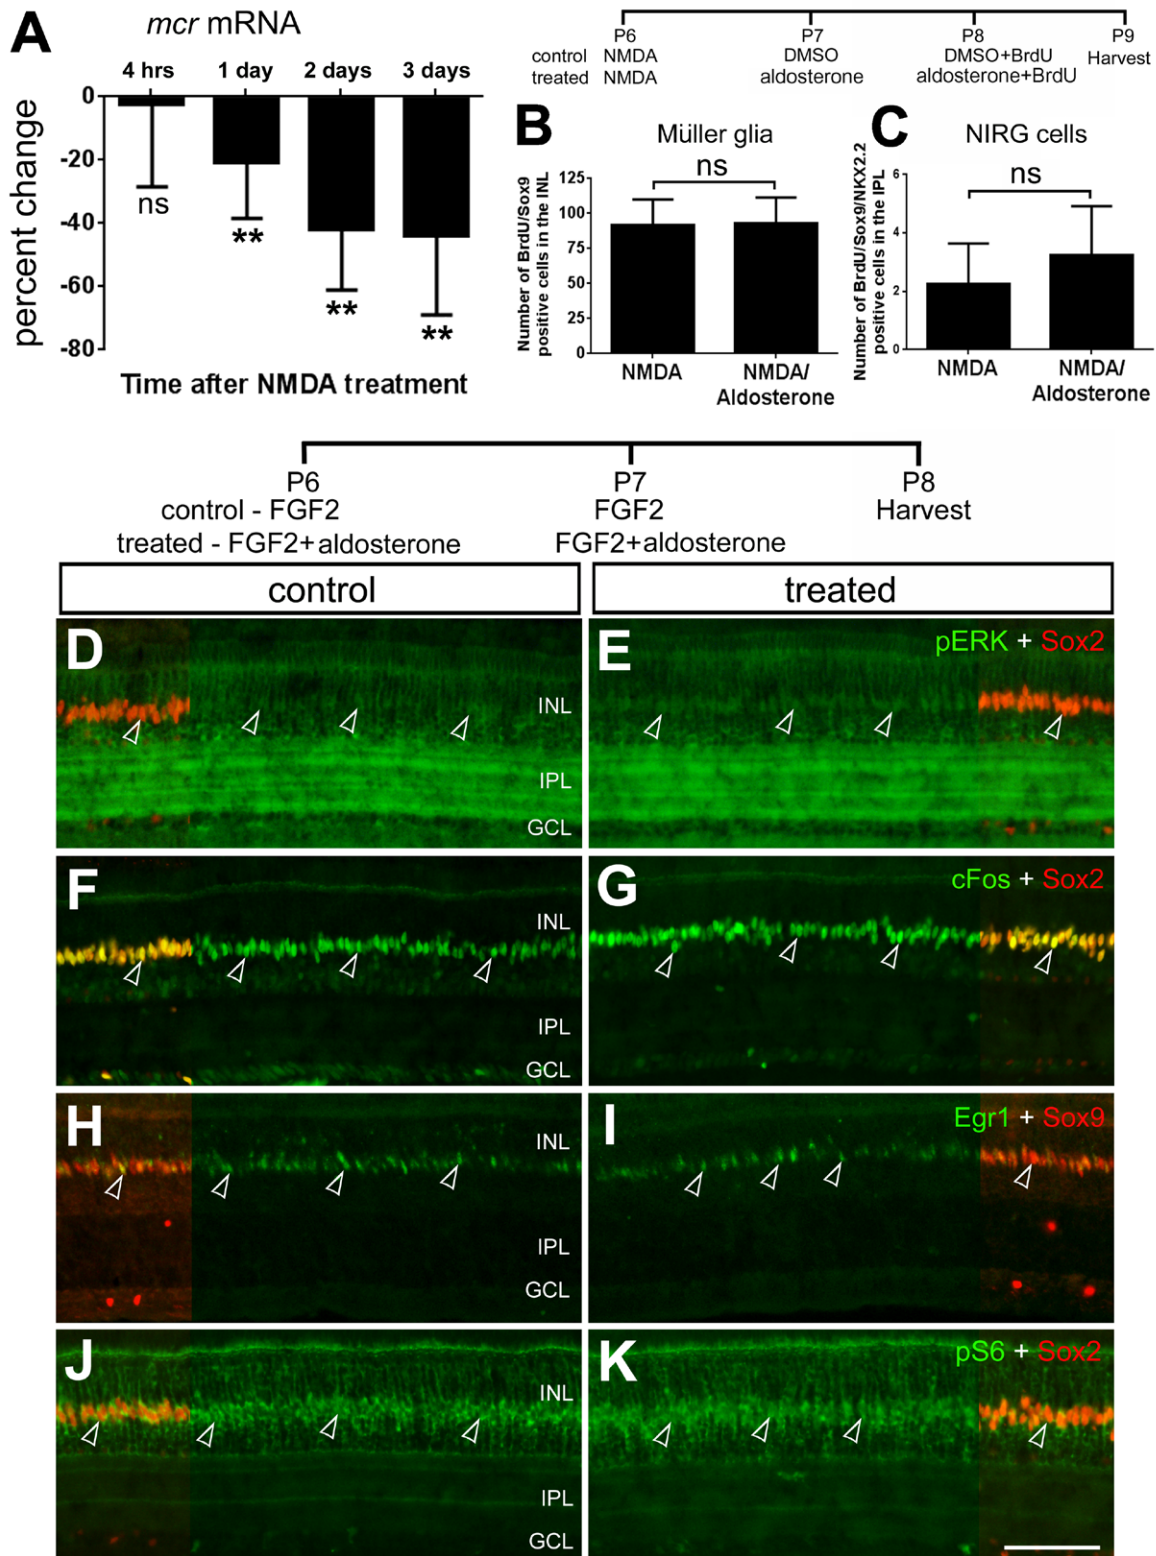 A
mcr mRNA
4 hrs 1 day 2 days 3 days
0
-20
-40
-60
-80
percent change
ns
**
**
**
Time after NMDA treatment
P6 P7 P8 P9
control NMDA DMSO DMSO+BrdU Harvest
treated NMDA aldosterone aldosterone+BrdU
B
Müller glia
ns
Number of BrdU/Sox9
positive cells in the INL
125
100
75
50
25
0
NMDA NMDA/
Aldosterone
C
NIRG cells
ns
Number of BrdU/Sox9/NKX2.2
positive cells in the IPL
6
4
2
0
NMDA NMDA/
Aldosterone
P6 P7 P8
control - FGF2 FGF2 Harvest
treated - FGF2+aldosterone FGF2+aldosterone
control treated
D
INL
IPL
GCL
E
pERK + Sox2
F
INL
IPL
GCL
G
cFos + Sox2
H
INL
IPL
GCL
I
Egr1 + Sox9
J
INL
IPL
GCL
K
pS6 + Sox2